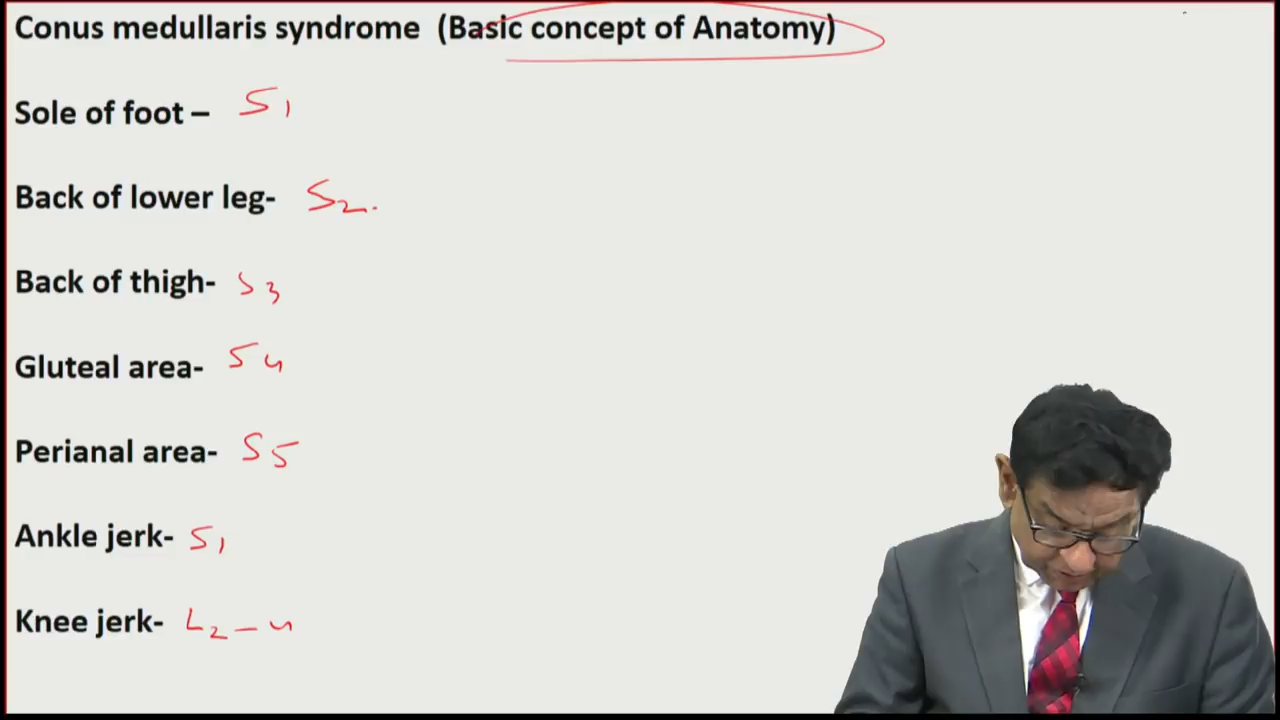 Conus medullaris syndrome (Basic concept of Anatomy)
Sole of foot – S1
Back of lower leg- S2.
Back of thigh- S3
Gluteal area- S4
Perianal area- S5
Ankle jerk- S1
Knee jerk- L2-4